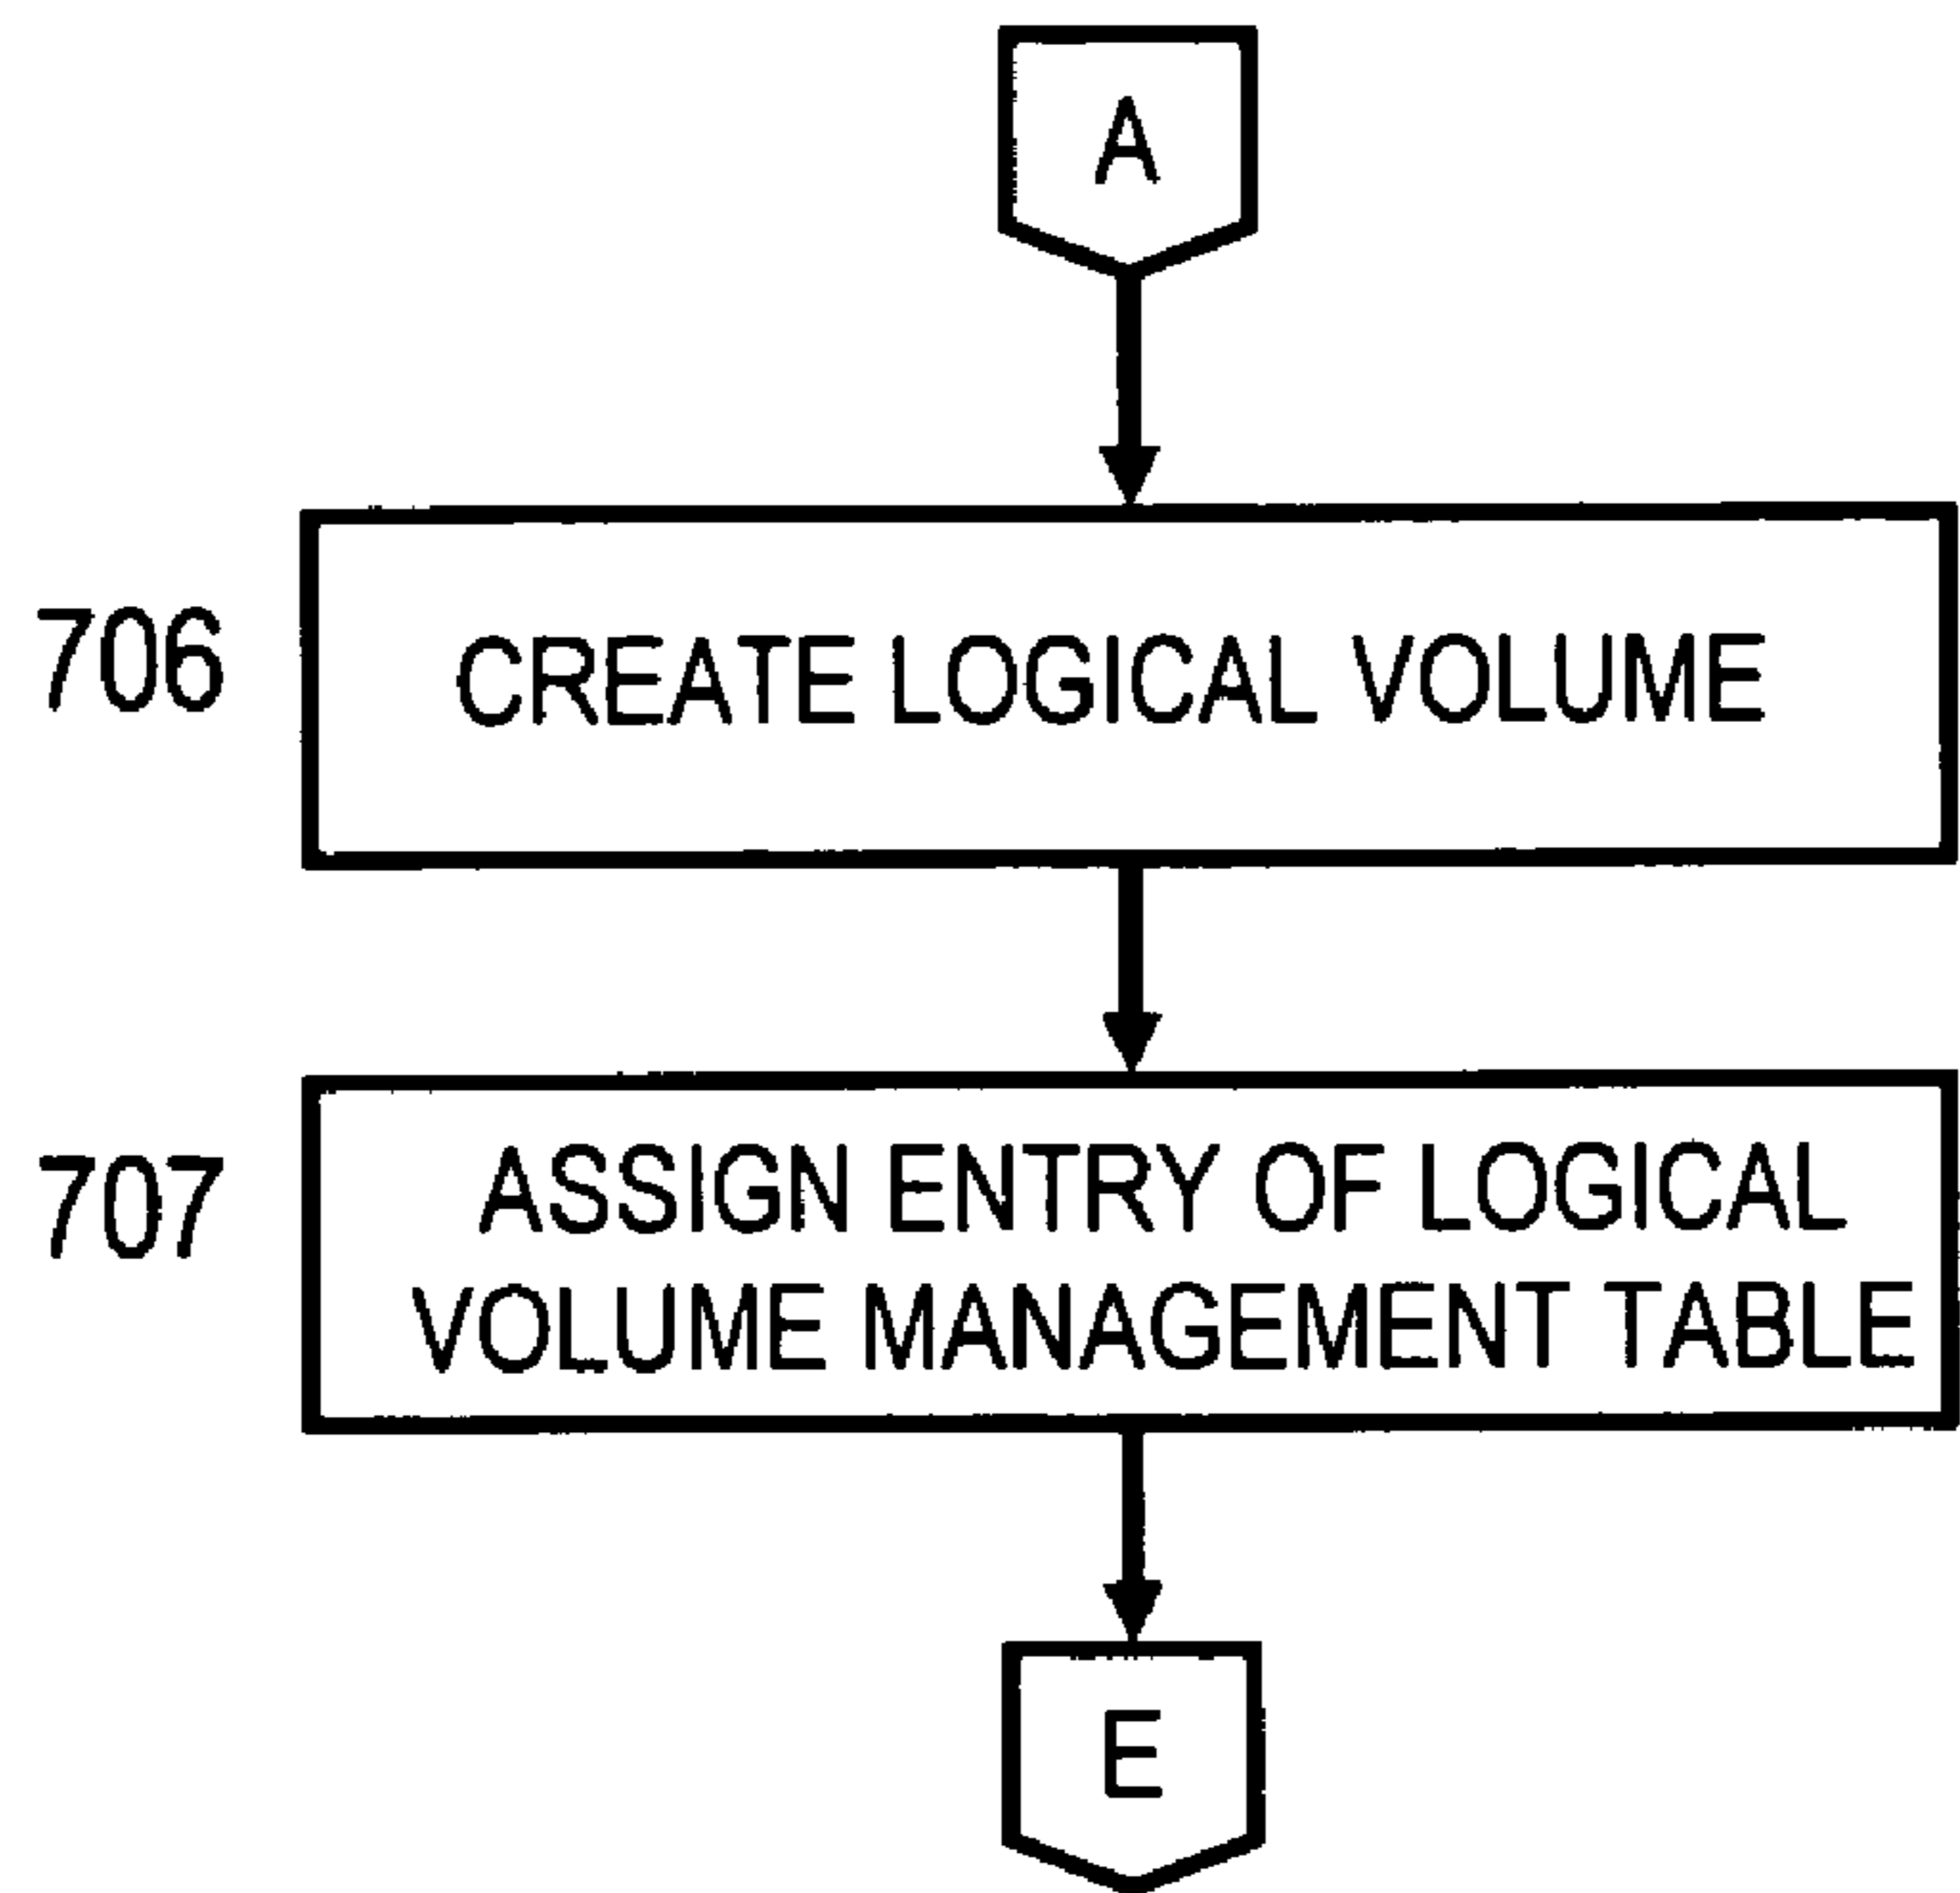 A
706
CREATE LOGICAL VOLUME
707
ASSIGN ENTRY OF LOGICAL
VOLUME MANAGEMENT TABLE
E